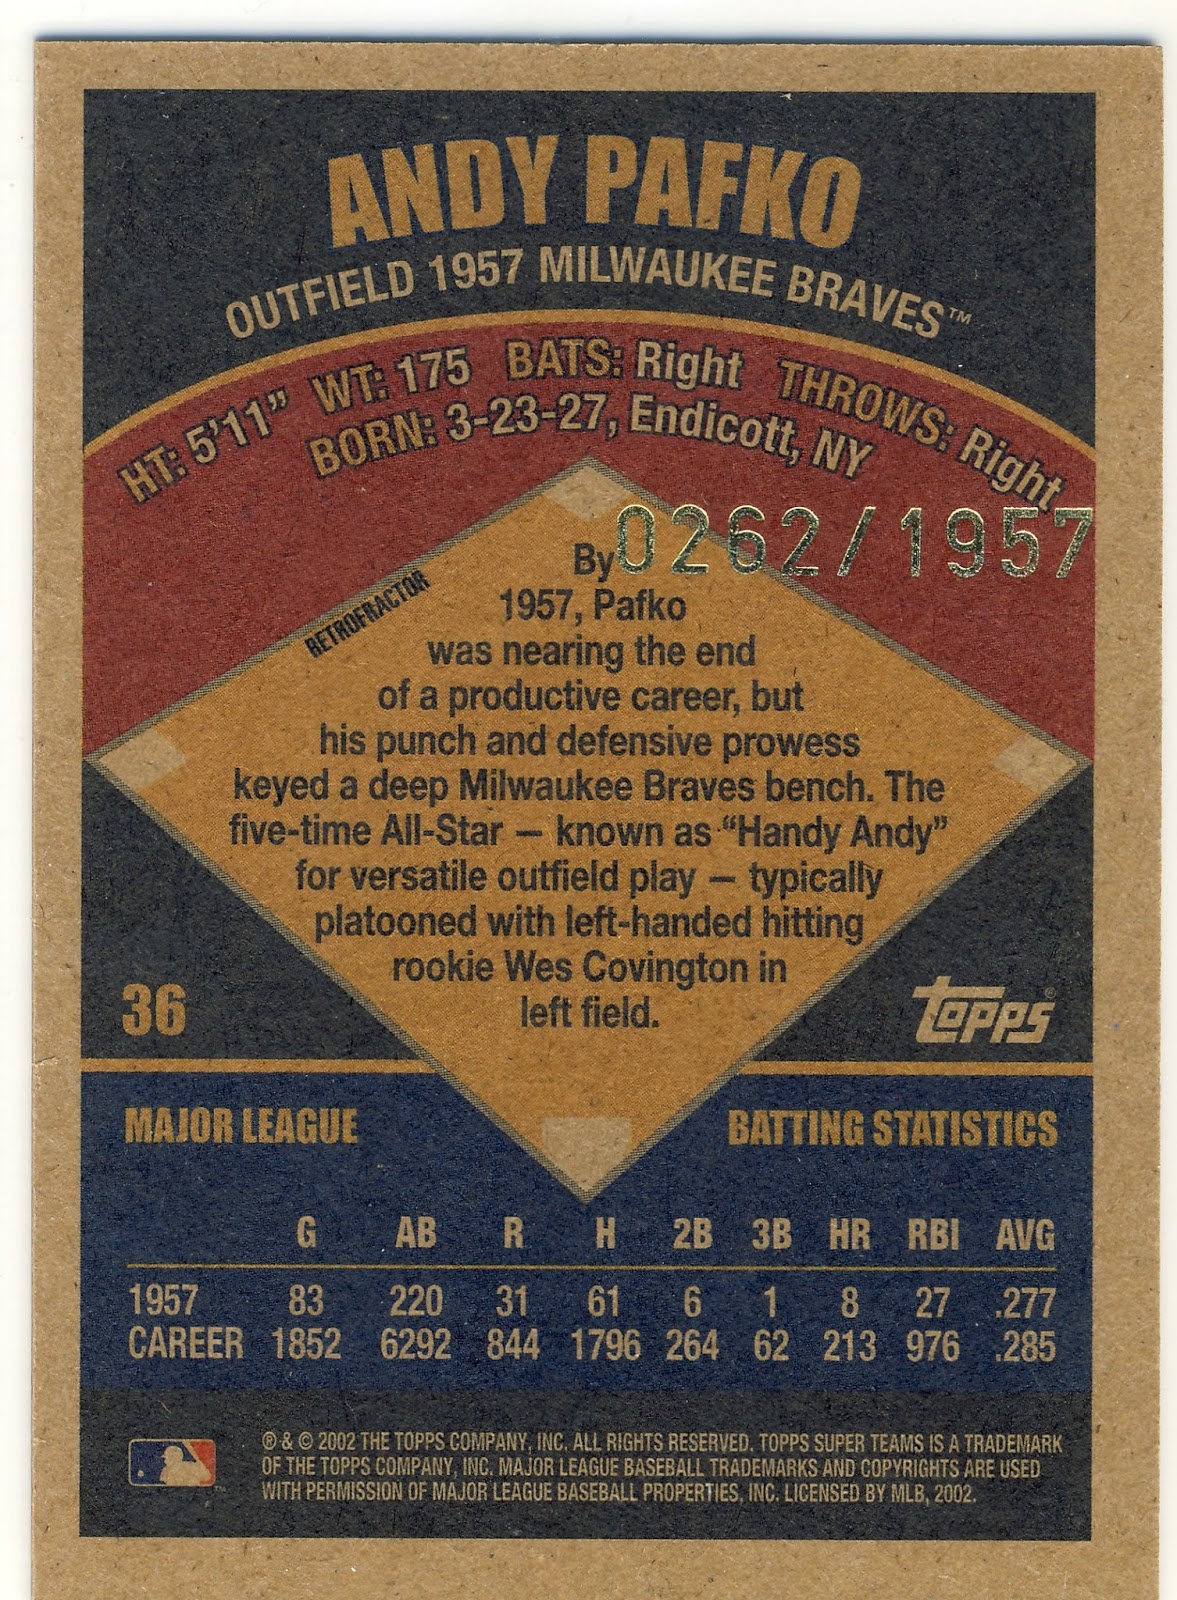 ANDY PAFKO
OUTFIELD 1957 MILWAUKEE BRAVES™
HT: 5'11" WT: 175 BATS: Right THROWS: Right
BORN: 3-23-27, Endicott, NY
0262/1957
RETROFRACTOR
By
1957, Pafko
was nearing the end
of a productive career, but
his punch and defensive prowess
keyed a deep Milwaukee Braves bench. The
five-time All-Star — known as “Handy Andy”
for versatile outfield play — typically
platooned with left-handed hitting
rookie Wes Covington in
left field.
36
topps®
MAJOR LEAGUE BATTING STATISTICS
G AB R H 2B 3B HR RBI AVG
1957 83 220 31 61 6 1 8 27 .277
CAREER 1852 6292 844 1796 264 62 213 976 .285
® & © 2002 THE TOPPS COMPANY, INC. ALL RIGHTS RESERVED. TOPPS SUPER TEAMS IS A TRADEMARK
OF THE TOPPS COMPANY, INC. MAJOR LEAGUE BASEBALL TRADEMARKS AND COPYRIGHTS ARE USED
WITH PERMISSION OF MAJOR LEAGUE BASEBALL PROPERTIES, INC. LICENSED BY MLB, 2002.